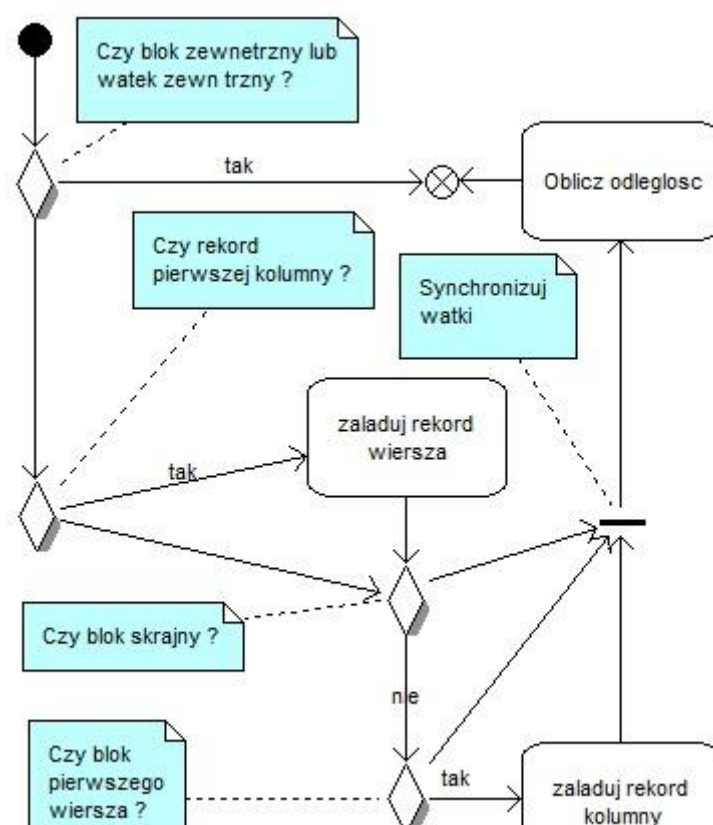 Czy blok zewnetrzny lub
watek zewn trzny ?
tak
Oblicz odleglosc
Czy rekord
pierwszej kolumny ?
Synchronizuj
watki
zaladuj rekord
wiersza
tak
Czy blok skrajny ?
nie
Czy blok
pierwszego
wiersza ?
tak
zaladuj rekord
kolumny